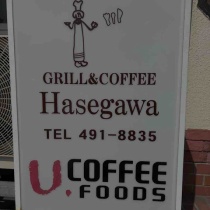 GRILL&COFFEE
Hasegawa
TEL 491-8835
U.COFFEE
FOODS